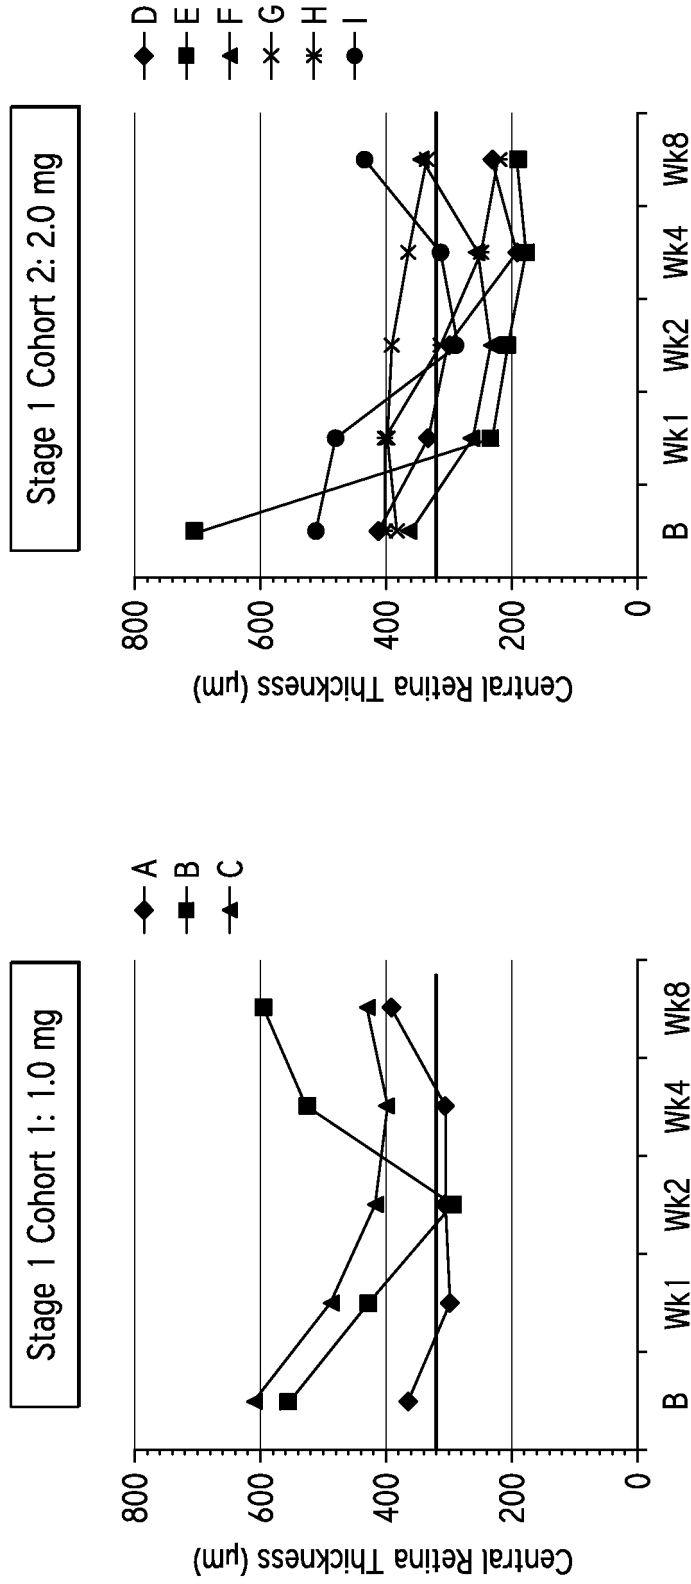 Stage 1 Cohort 1: 1.0 mg
Central Retina Thickness (μm)
800
600
400
200
0
B Wk1 Wk2 Wk4 Wk8
A
B
C
Stage 1 Cohort 2: 2.0 mg
Central Retina Thickness (μm)
800
600
400
200
0
B Wk1 Wk2 Wk4 Wk8
D
E
F
G
H
I